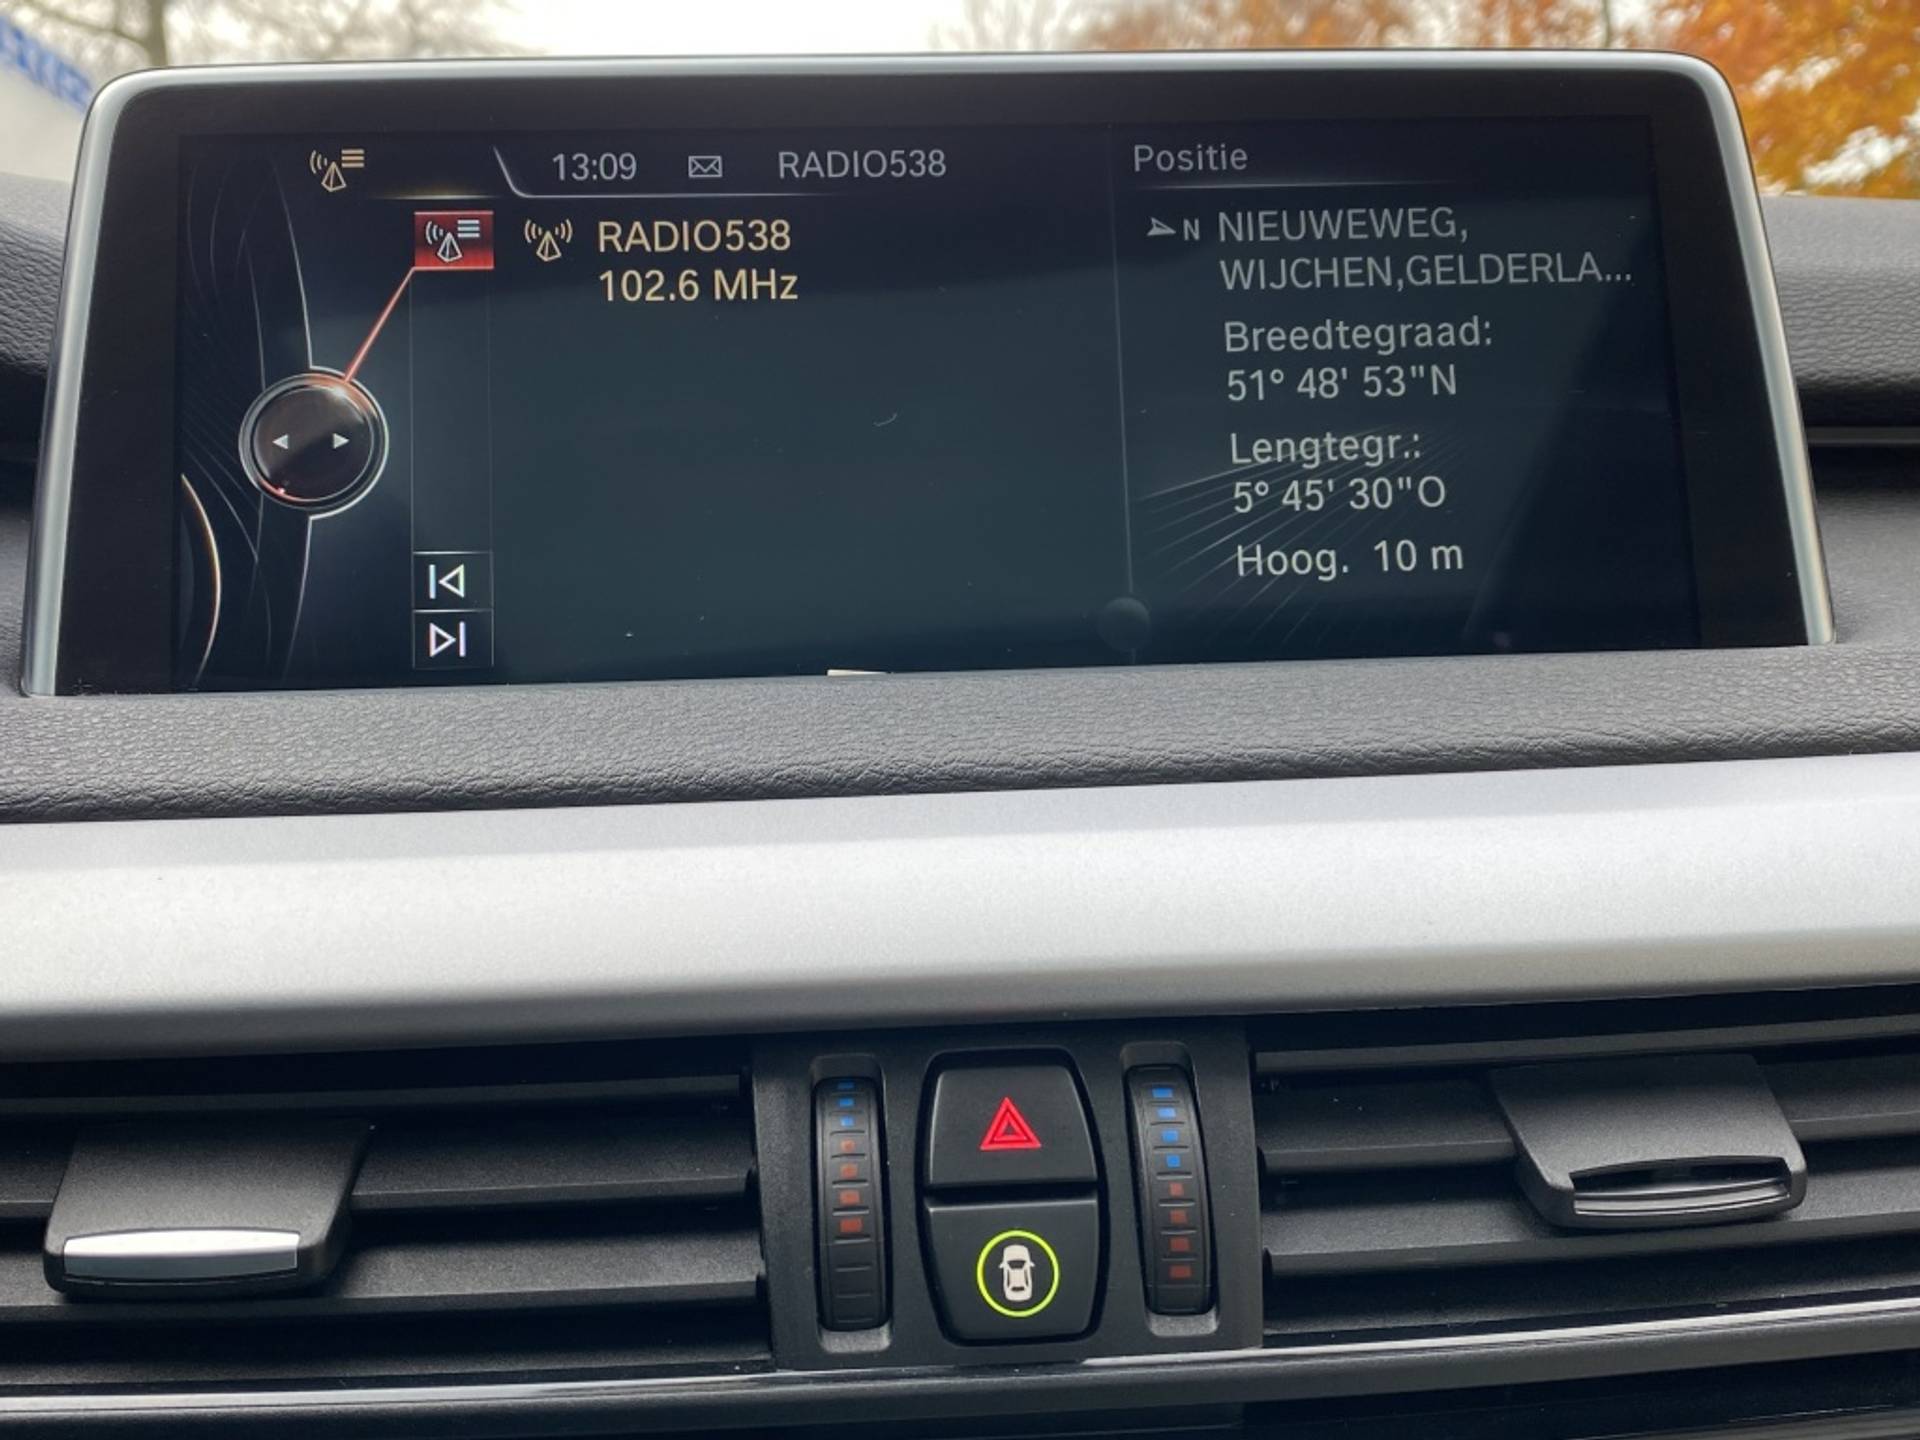 13:09 RADIO538
RADIO538
102.6 MHz
Positie
N NIEUWEWEG,
WIJCHEN,GELDERLA...
Breedtegraad:
51° 48' 53"N
Lengtegr.:
5° 45' 30"O
Hoog. 10 m